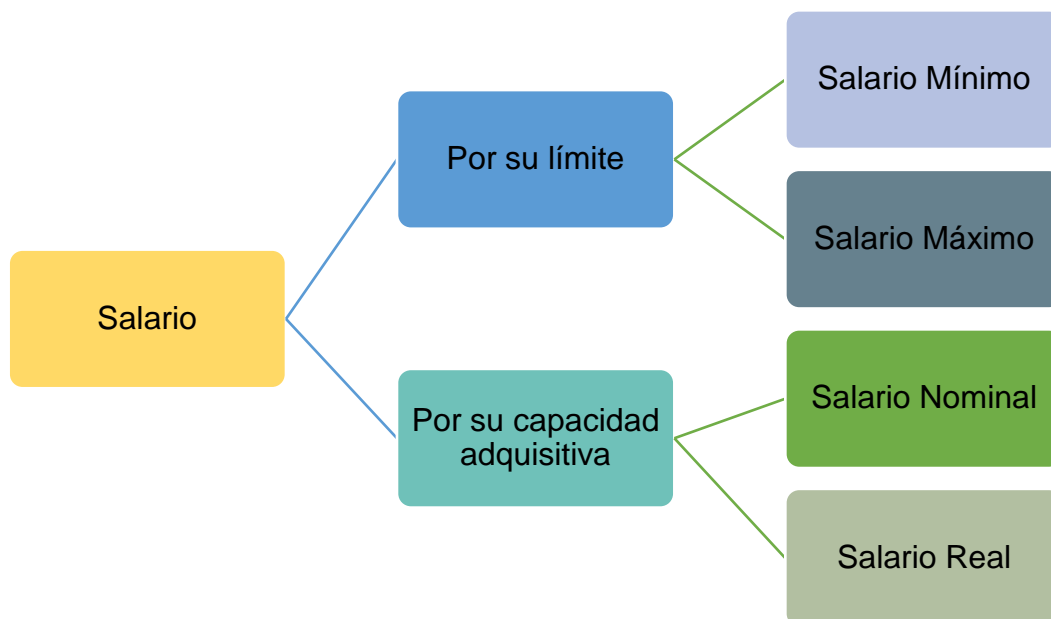 Salario
Por su límite
Salario Mínimo
Salario Máximo
Por su capacidad
adquisitiva
Salario Nominal
Salario Real